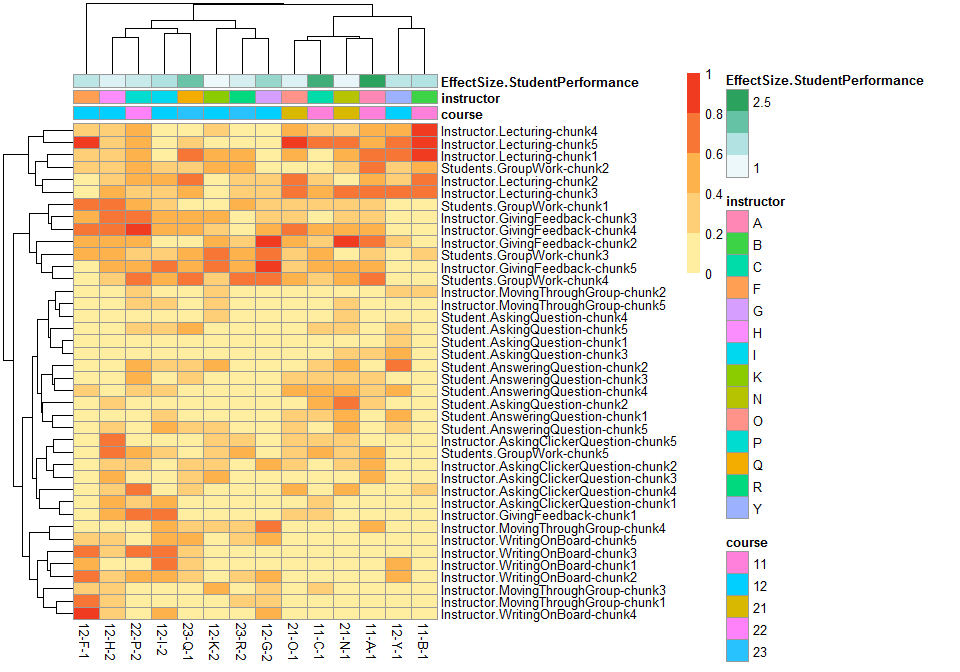 EffectSize.StudentPerformance
instructor
course
Instructor.Lecturing-chunk4
Instructor.Lecturing-chunk5
Instructor.Lecturing-chunk1
Students.GroupWork-chunk2
Instructor.Lecturing-chunk2
Instructor.Lecturing-chunk3
Students.GroupWork-chunk1
Instructor.GivingFeedback-chunk3
Instructor.GivingFeedback-chunk4
Instructor.GivingFeedback-chunk2
Students.GroupWork-chunk3
Instructor.GivingFeedback-chunk5
Students.GroupWork-chunk4
Instructor.MovingThroughGroup-chunk2
Instructor.MovingThroughGroup-chunk5
Student.AskingQuestion-chunk4
Student.AskingQuestion-chunk5
Student.AskingQuestion-chunk1
Student.AskingQuestion-chunk3
Student.AnsweringQuestion-chunk2
Student.AnsweringQuestion-chunk3
Student.AnsweringQuestion-chunk4
Student.AskingQuestion-chunk2
Student.AnsweringQuestion-chunk1
Student.AnsweringQuestion-chunk5
Instructor.AskingClickerQuestion-chunk5
Students.GroupWork-chunk5
Instructor.AskingClickerQuestion-chunk2
Instructor.AskingClickerQuestion-chunk3
Instructor.AskingClickerQuestion-chunk4
Instructor.AskingClickerQuestion-chunk1
Instructor.GivingFeedback-chunk1
Instructor.MovingThroughGroup-chunk4
Instructor.WritingOnBoard-chunk5
Instructor.WritingOnBoard-chunk3
Instructor.WritingOnBoard-chunk1
Instructor.WritingOnBoard-chunk2
Instructor.MovingThroughGroup-chunk3
Instructor.MovingThroughGroup-chunk1
Instructor.WritingOnBoard-chunk4
12-F-1
12-H-2
22-P-2
12-I-2
23-Q-1
12-K-2
23-R-2
12-G-2
21-O-1
11-C-1
21-N-1
11-A-1
12-Y-1
11-B-1
1
0.8
0.6
0.4
0.2
0
EffectSize.StudentPerformance
2.5
1
instructor
A
B
C
F
G
H
I
K
N
O
P
Q
R
Y
course
11
12
21
22
23